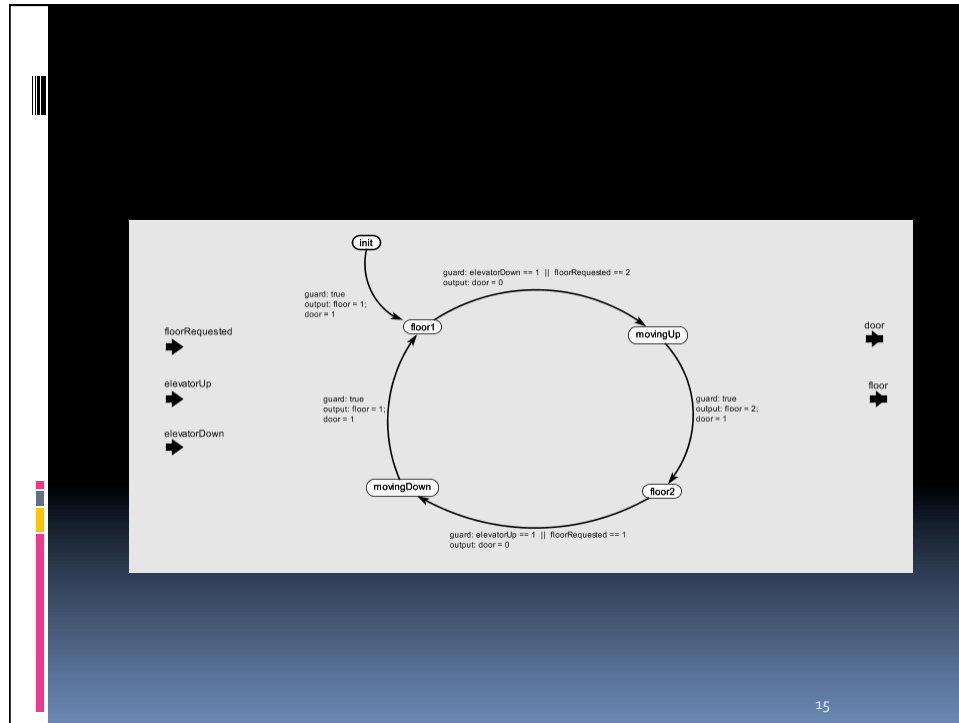 init
guard: elevatorDown == 1 || floorRequested == 2
output: door = 0
guard: true
output: floor = 1;
door = 1
floor1
movingUp
floorRequested
door
elevatorUp
floor
guard: true
output: floor = 1;
door = 1
guard: true
output: floor = 2;
door = 1
elevatorDown
movingDown
floor2
guard: elevatorUp == 1 || floorRequested == 1
output: door = 0
15